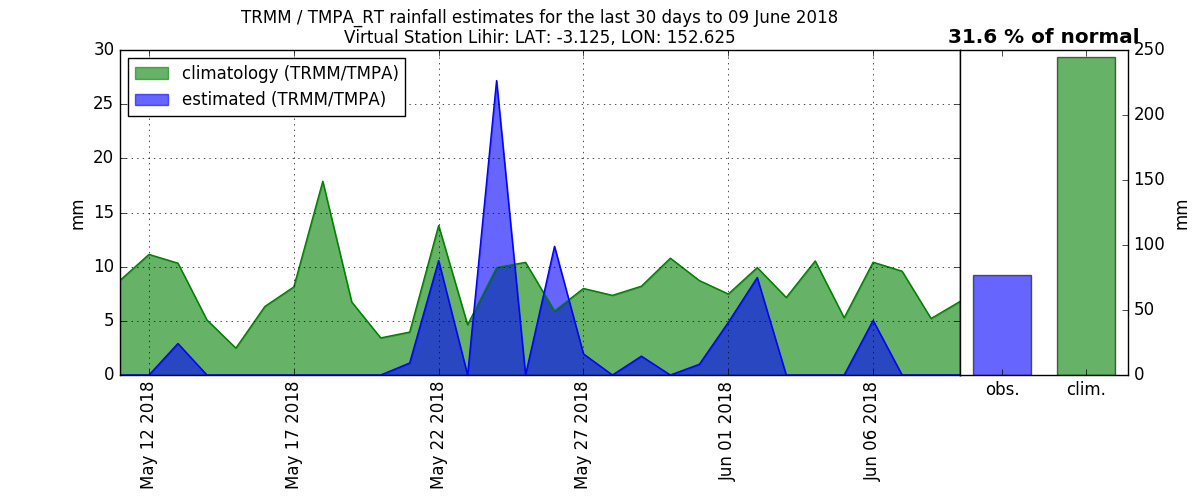 TRMM / TMPA_RT rainfall estimates for the last 30 days to 09 June 2018
Virtual Station Lihir: LAT: -3.125, LON: 152.625
31.6 % of normal
climatology (TRMM/TMPA)
estimated (TRMM/TMPA)
30
25
20
15
10
5
0
mm
May 12 2018
May 17 2018
May 22 2018
May 27 2018
Jun 01 2018
Jun 06 2018
250
200
150
100
50
0
mm
obs.
clim.